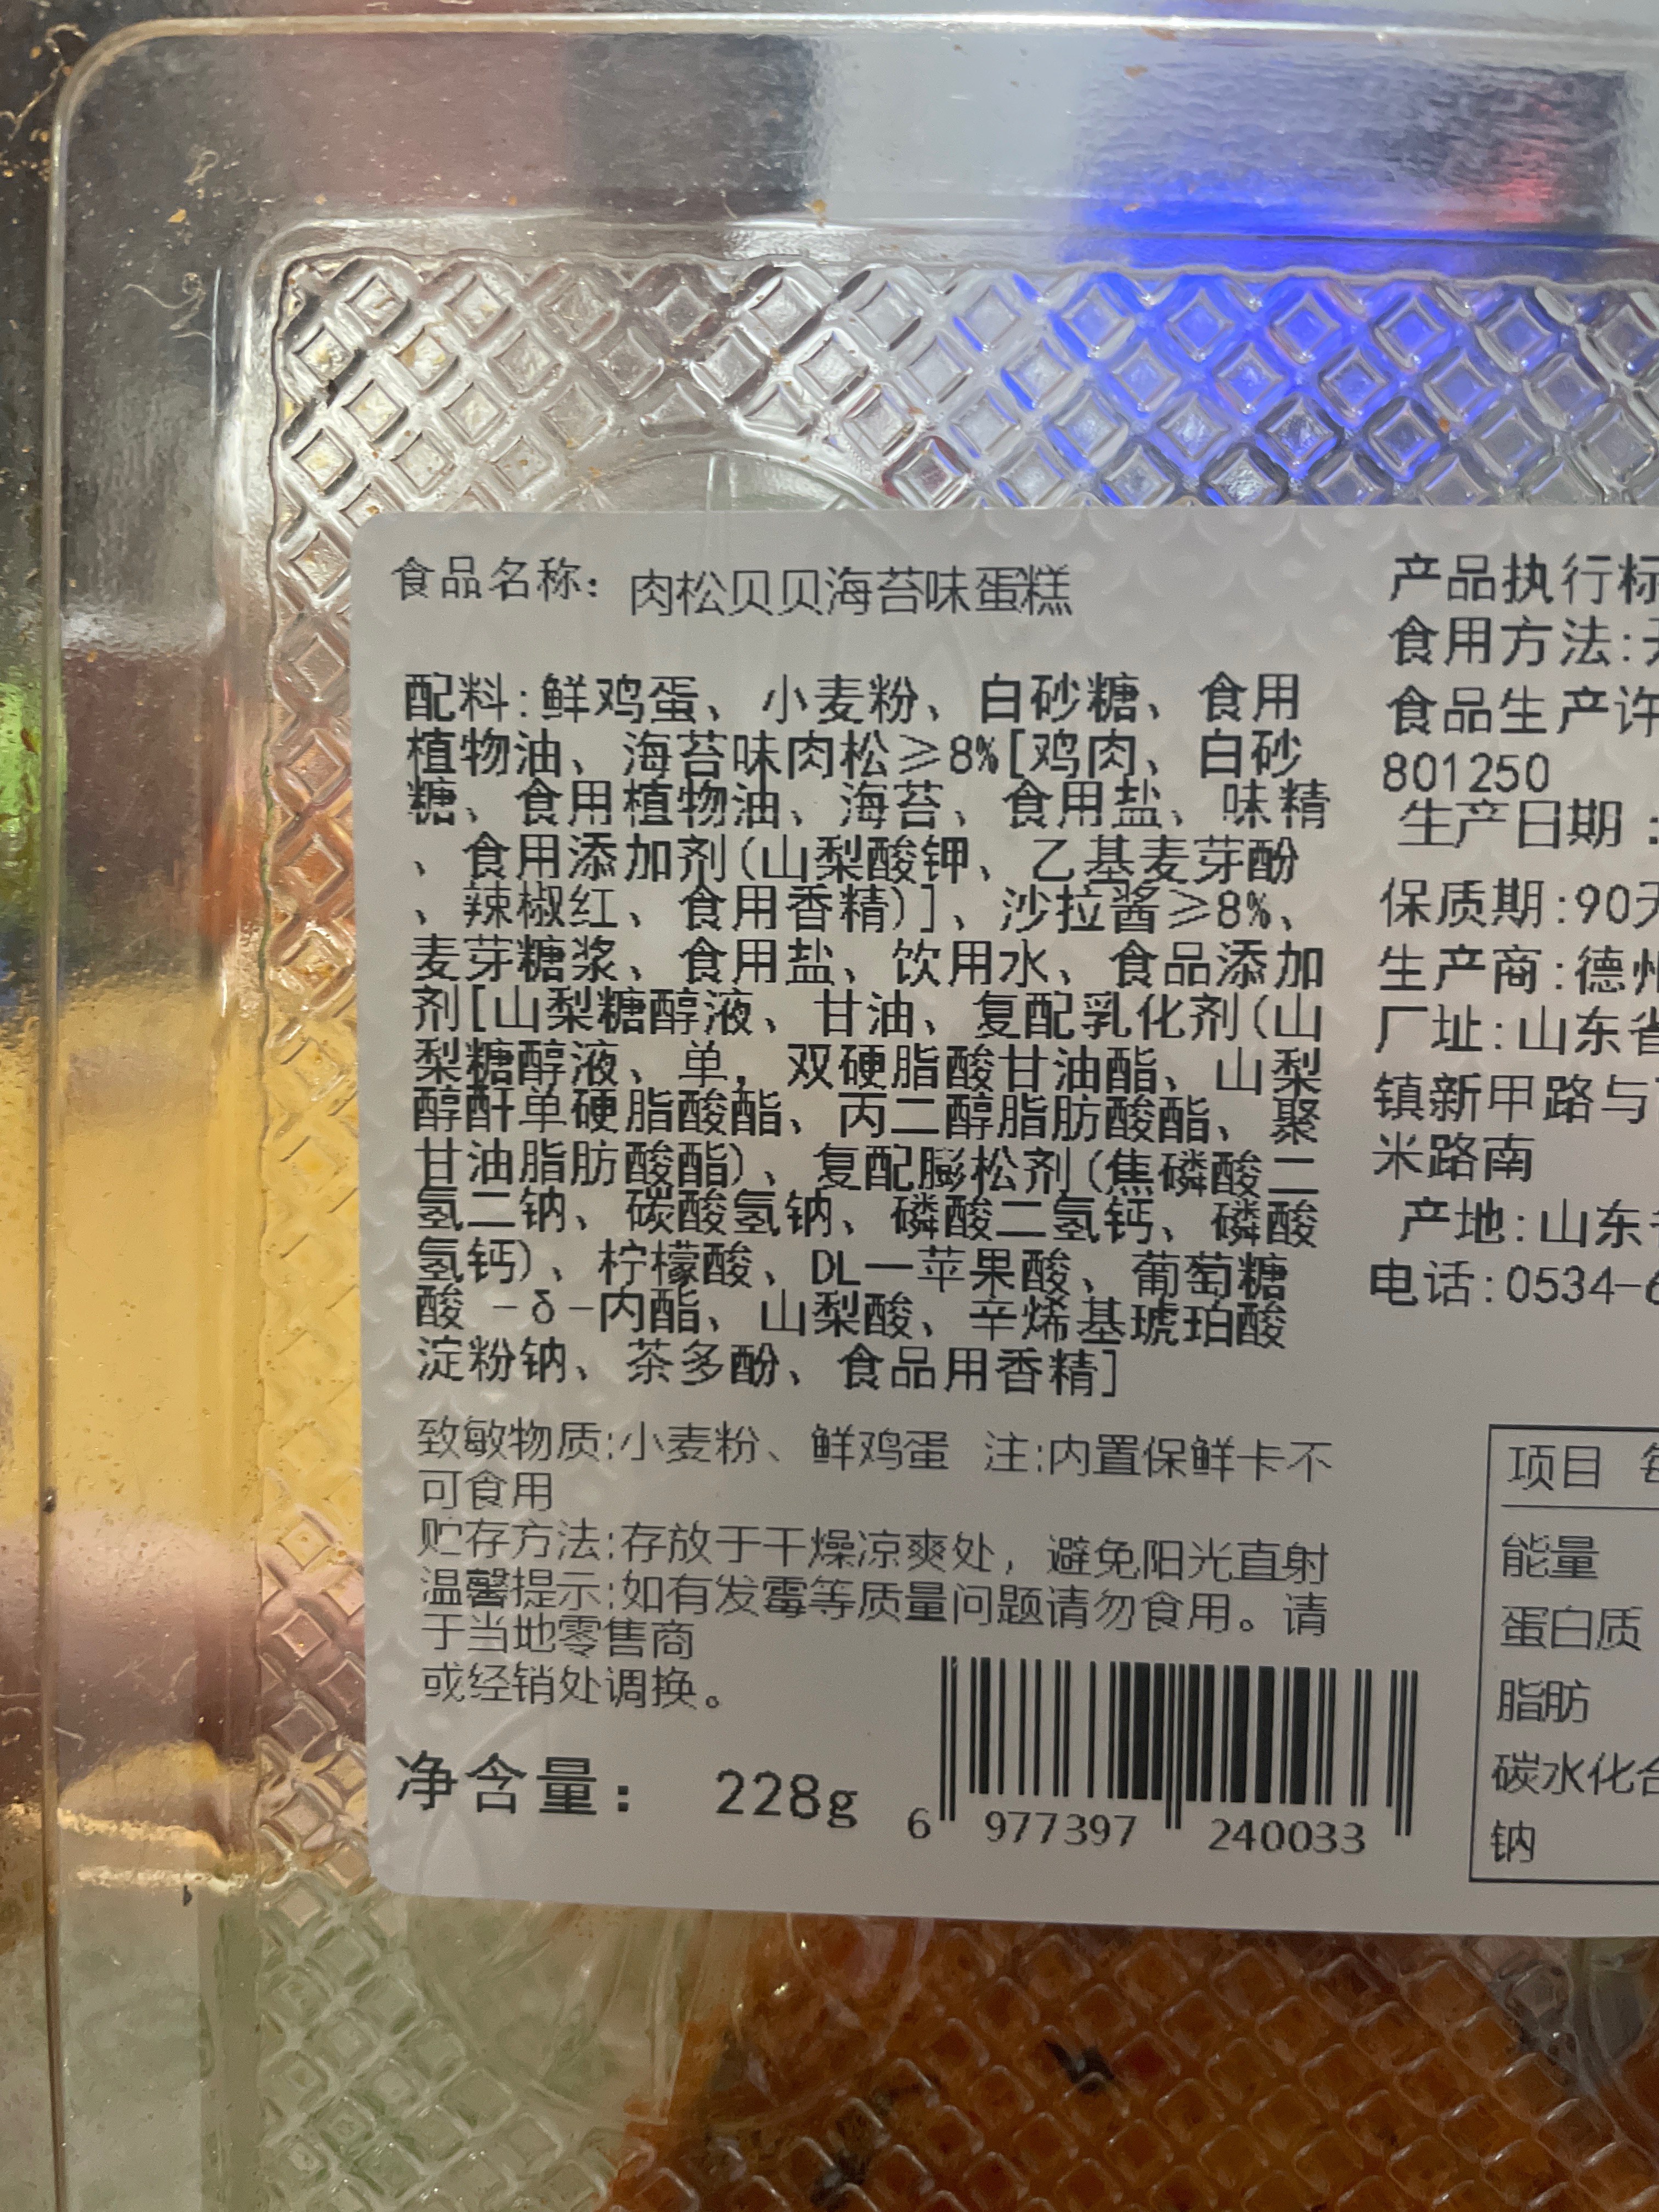 食品名称：肉松贝贝海苔味蛋糕
配料:鲜鸡蛋、小麦粉、白砂糖、食用
植物油、海苔味肉松≥8%[鸡肉、白砂
糖、食用植物油、海苔、食用盐、味精
、食用添加剂(山梨酸钾、乙基麦芽酚
、辣椒红、食用香精)]、沙拉酱≥8%、
麦芽糖浆、食用盐、饮用水、食品添加
剂[山梨糖醇液、甘油、复配乳化剂(山
梨糖醇液、单，双硬脂酸甘油酯、山梨
醇酐单硬脂酸酯、丙二醇脂肪酸酯、聚
甘油脂肪酸酯)、复配膨松剂(焦磷酸二
氢二钠、碳酸氢钠、磷酸二氢钙、磷酸
氢钙)、柠檬酸、DL一苹果酸、葡萄糖
酸 -δ-内酯、山梨酸、辛烯基琥珀酸
淀粉钠、茶多酚、食品用香精]
致敏物质:小麦粉、鲜鸡蛋 注:内置保鲜卡不
可食用
贮存方法:存放于干燥凉爽处，避免阳光直射
温馨提示:如有发霉等质量问题请勿食用。请
于当地零售商
或经销处调换。
净含量： 228g
6 977397 240033
产品执行标
食用方法:
食品生产许
801250
生产日期：
保质期:90天
生产商:德州
厂址:山东省
镇新甲路与
米路南
产地:山东
电话:0534-6
项目 每
能量
蛋白质
脂肪
碳水化合
钠